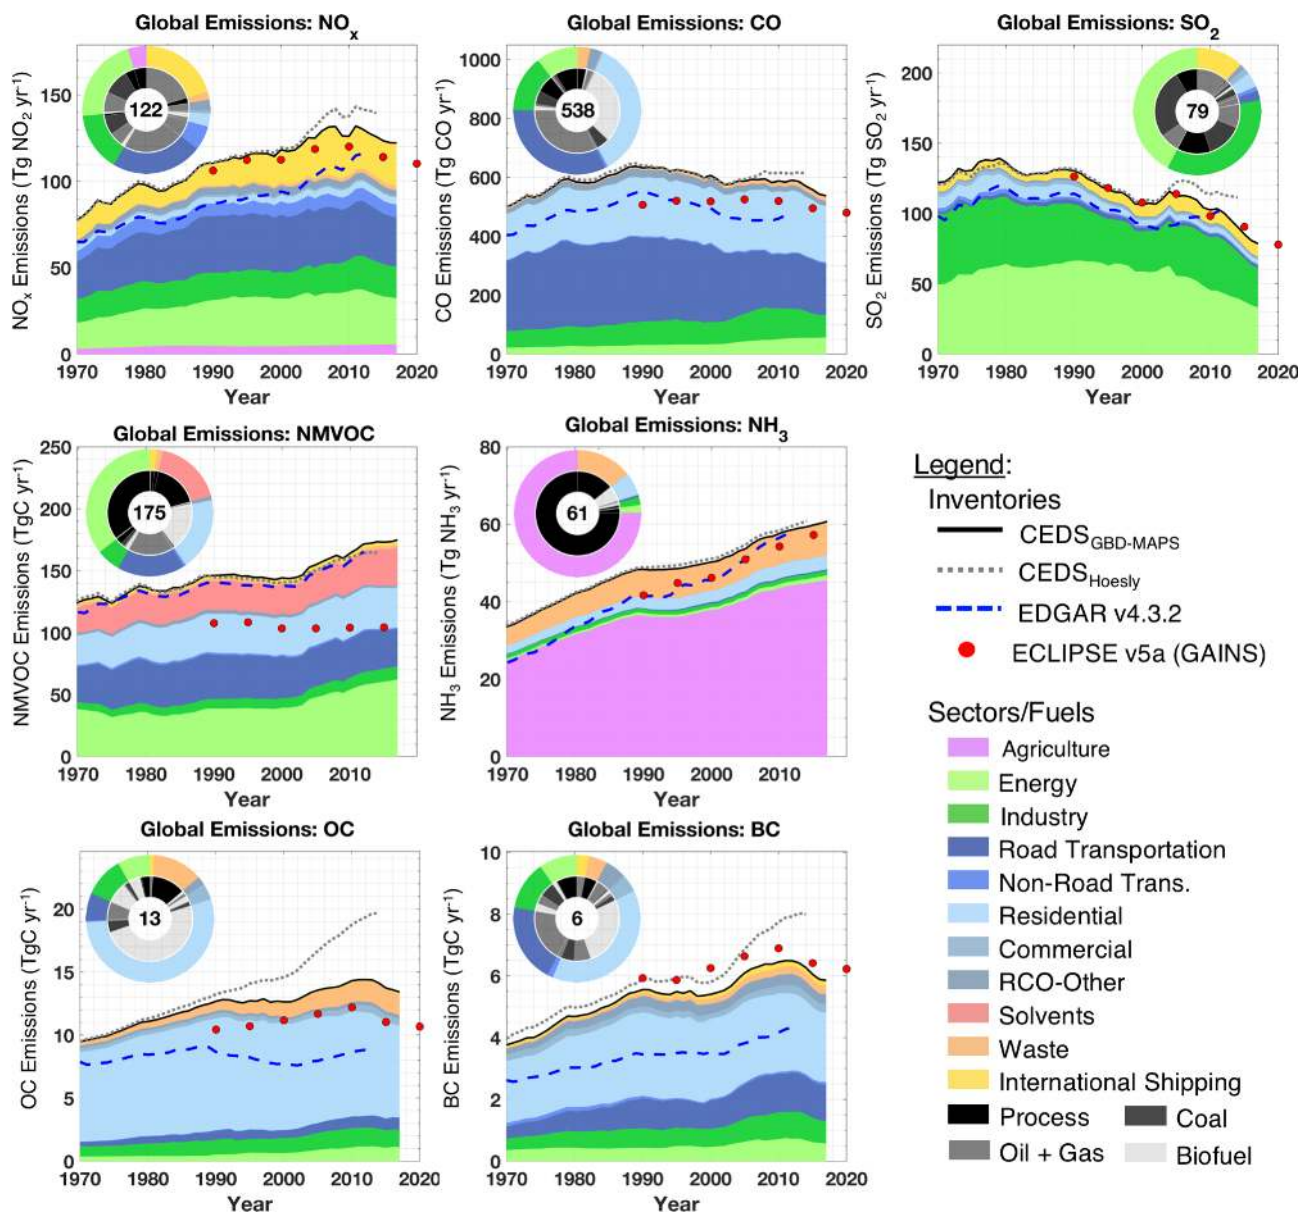 Global Emissions: NOx
NOx Emissions (Tg NO2 yr-1)
150
100
50
0
1970 1980 1990 2000 2010 2020
Year
122
Global Emissions: CO
CO Emissions (Tg CO yr-1)
1000
800
600
400
200
0
1970 1980 1990 2000 2010 2020
Year
538
Global Emissions: SO2
SO2 Emissions (Tg SO2 yr-1)
200
150
100
50
0
1970 1980 1990 2000 2010 2020
Year
79
Global Emissions: NMVOC
NMVOC Emissions (TgC yr-1)
250
200
150
100
50
0
1970 1980 1990 2000 2010 2020
Year
175
Global Emissions: NH3
NH3 Emissions (Tg NH3 yr-1)
80
60
40
20
0
1970 1980 1990 2000 2010 2020
Year
61
Legend:
Inventories
CEDSGBD-MAPS
CEDSHoesly
EDGAR v4.3.2
ECLIPSE v5a (GAINS)
Sectors/Fuels
Agriculture
Energy
Industry
Road Transportation
Non-Road Trans.
Residential
Commercial
RCO-Other
Solvents
Waste
International Shipping
Process Coal
Oil + Gas Biofuel
Global Emissions: OC
OC Emissions (TgC yr-1)
20
15
10
5
0
1970 1980 1990 2000 2010 2020
Year
13
Global Emissions: BC
BC Emissions (TgC yr-1)
10
8
6
4
2
0
1970 1980 1990 2000 2010 2020
Year
6